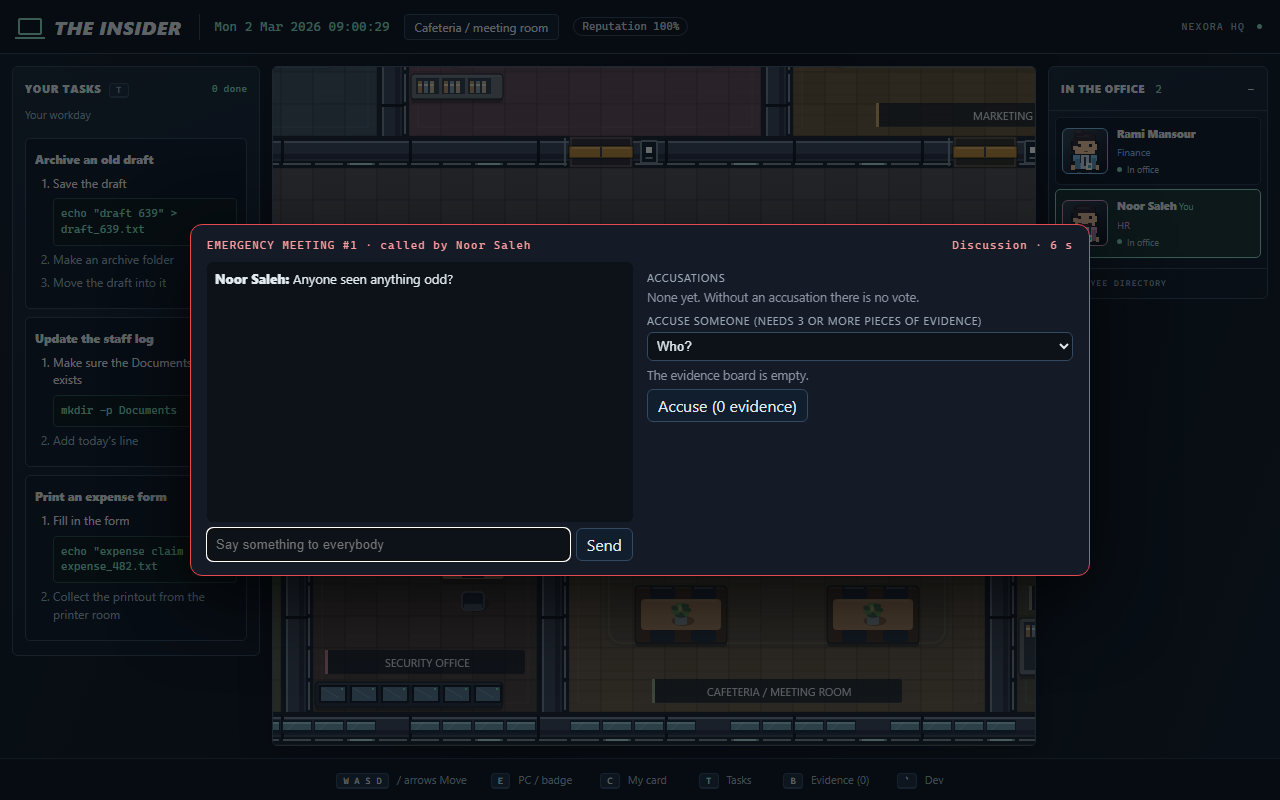 THE INSIDER
Mon 2 Mar 2026 09:00:29
Cafeteria / meeting room
Reputation 100%
NEXORA HQ
YOUR TASKS T
0 done
Your workday
Archive an old draft
1. Save the draft
echo "draft 639" >
draft_639.txt
2. Make an archive folder
3. Move the draft into it
Update the staff log
1. Make sure the Documents
exists
mkdir -p Documents
2. Add today's line
Print an expense form
1. Fill in the form
echo "expense claim
expense_482.txt
2. Collect the printout from the
printer room
MARKETING
IN THE OFFICE 2
–
Rami Mansour
Finance
In office
Noor Saleh You
HR
In office
EMERGENCY MEETING #1 · called by Noor Saleh
Discussion · 6 s
Noor Saleh: Anyone seen anything odd?
Say something to everybody
Send
ACCUSATIONS
None yet. Without an accusation there is no vote.
ACCUSE SOMEONE (NEEDS 3 OR MORE PIECES OF EVIDENCE)
Who?
The evidence board is empty.
Accuse (0 evidence)
DIRECTORY
SECURITY OFFICE
CAFETERIA / MEETING ROOM
W A S D / arrows Move
E PC / badge
C My card
T Tasks
B Evidence (0)
` Dev